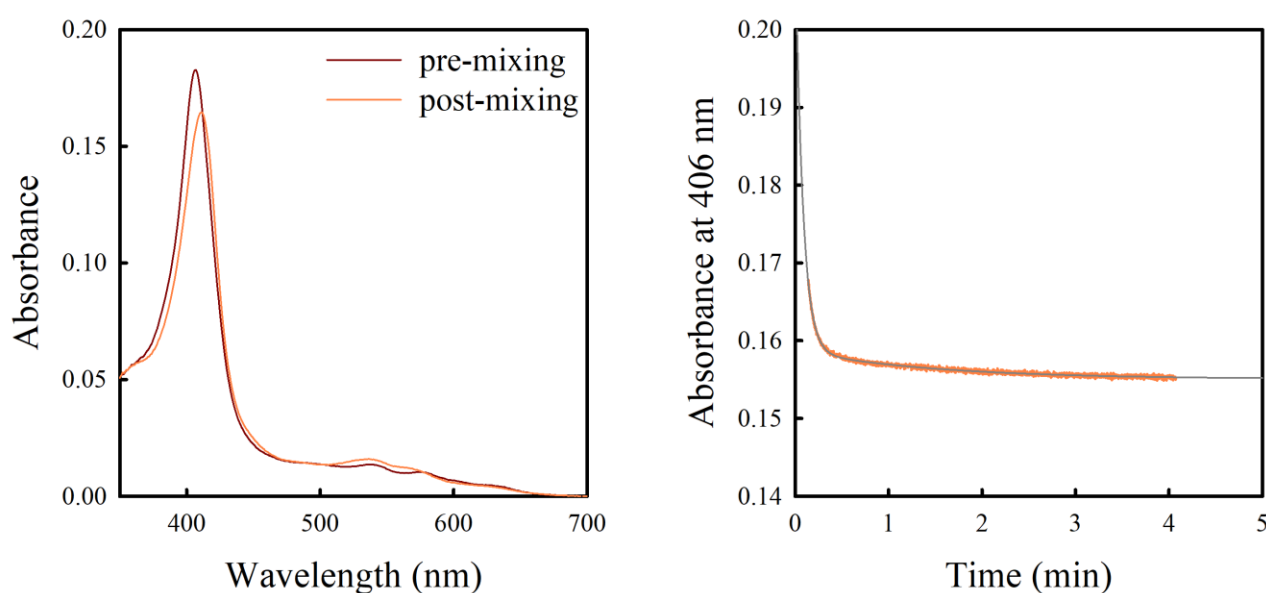 0.20
0.15
0.10
0.05
0.00
Absorbance
pre-mixing
post-mixing
400 500 600 700
Wavelength (nm)
0.20
0.19
0.18
0.17
0.16
0.15
0.14
Absorbance at 406 nm
0 1 2 3 4 5
Time (min)